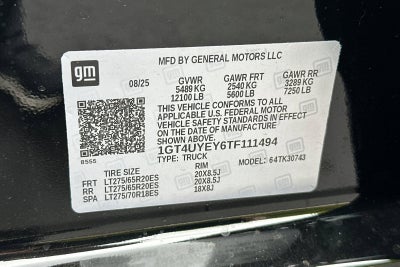 gm
MFD BY GENERAL MOTORS LLC
08/25 GVWR GAWR FRT GAWR RR
5489 KG 2540 KG 3289 KG
12100 LB 5600 LB 7250 LB
THIS VEHICLE CONFORMS TO ALL
APPLICABLE U.S. FEDERAL MOTOR
VEHICLE SAFETY STANDARDS IN
EFFECT ON THE DATE OF
MANUFACTURE SHOWN ABOVE.
1GT4UYEY6TF111494
TYPE: TRUCK MODEL: 64TK30743
8555
TIRE SIZE RIM
FRT LT275/65R20ES 20X8.5J
RR LT275/65R20ES 20X8.5J
SPA LT275/70R18ES 18X8J